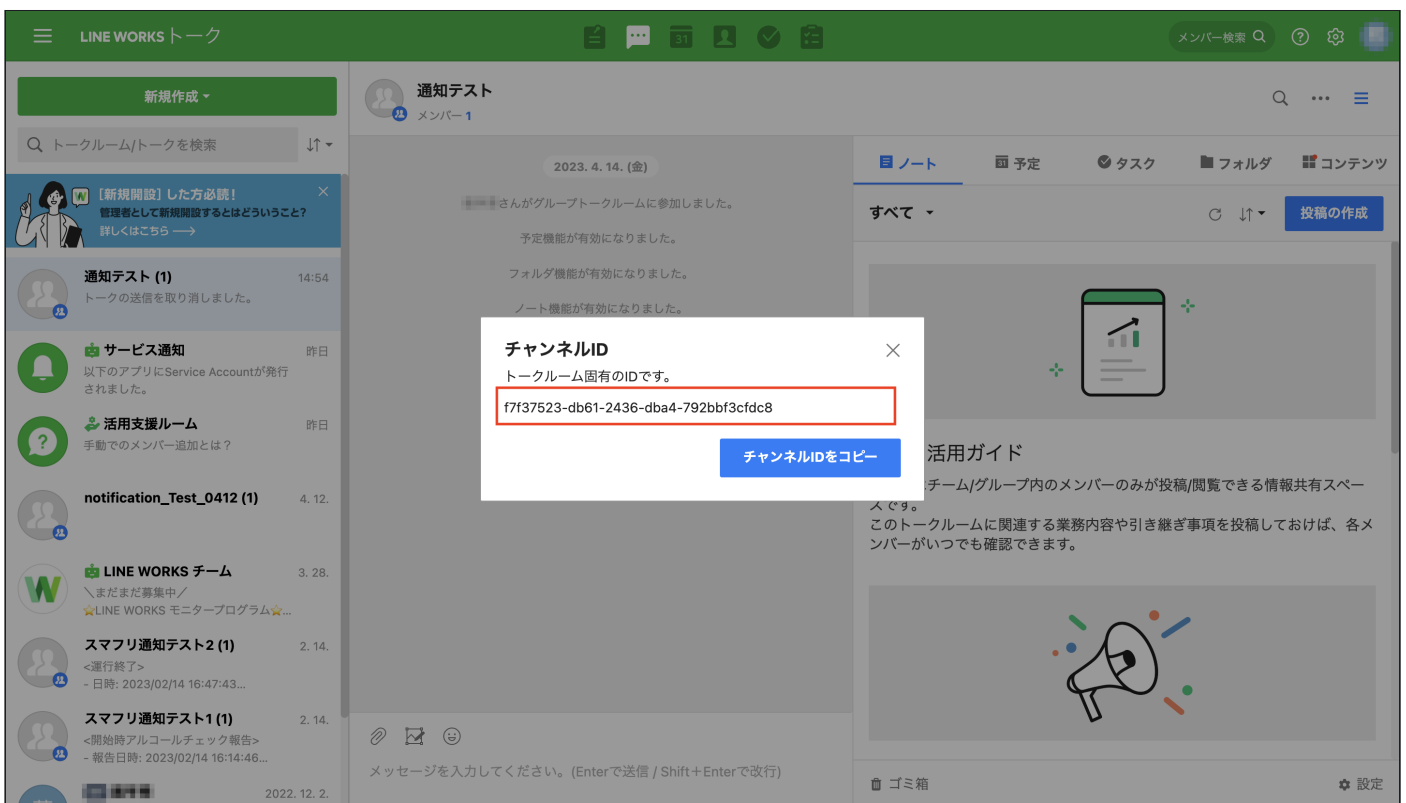 LINE WORKS トーク
31
メンバー検索
新規作成
トークルーム/トークを検索
[新規開設] した方必読!
管理者として新規開設するとはどういうこと?
詳しくはこちら
通知テスト (1)
14:54
トークの送信を取り消しました。
サービス通知
昨日
以下のアプリにService Accountが発行
されました。
活用支援ルーム
昨日
手動でのメンバー追加とは?
notification_Test_0412 (1)
4. 12.
LINE WORKS チーム
3. 28.
＼まだまだ募集中／
⭐LINE WORKS モニタープログラム⭐...
スマフリ通知テスト2 (1)
2. 14.
<運行終了>
- 日時: 2023/02/14 16:47:43...
スマフリ通知テスト1 (1)
2. 14.
<開始時アルコールチェック報告>
- 報告日時: 2023/02/14 16:14:46...
2022. 12. 2.
通知テスト
メンバー 1
2023. 4. 14. (金)
さんがグループトークルームに参加しました。
予定機能が有効になりました。
フォルダ機能が有効になりました。
ノート機能が有効になりました。
チャンネルID
トークルーム固有のIDです。
f7f37523-db61-2436-dba4-792bbf3cfdc8
チャンネルIDをコピー
メッセージを入力してください。(Enterで送信 / Shift＋Enterで改行)
ノート
予定
タスク
フォルダ
コンテンツ
すべて
投稿の作成
活用ガイド
チーム/グループ内のメンバーのみが投稿/閲覧できる情報共有スペー
スです。
このトークルームに関連する業務内容や引き継ぎ事項を投稿しておけば、各メ
ンバーがいつでも確認できます。
ゴミ箱
設定